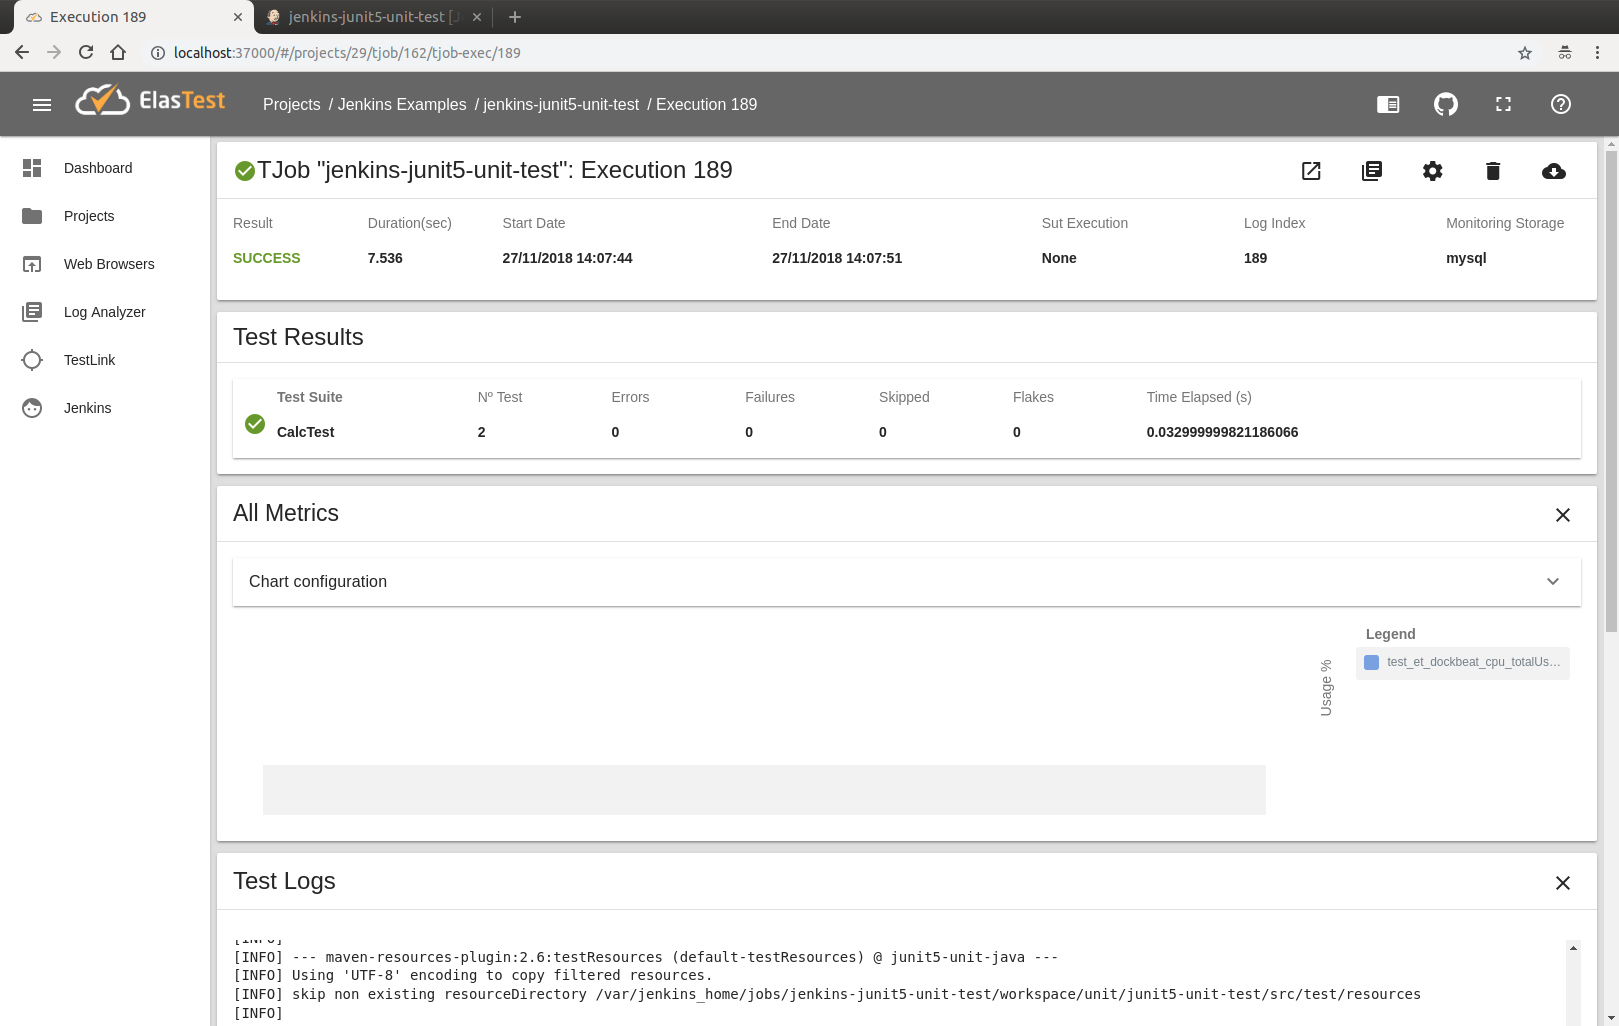 Execution 189
jenkins-junit5-unit-test [J
localhost:37000/#/projects/29/tjob/162/tjob-exec/189
ElasTest
Projects / Jenkins Examples / jenkins-junit5-unit-test / Execution 189
Dashboard
Projects
Web Browsers
Log Analyzer
TestLink
Jenkins
TJob "jenkins-junit5-unit-test": Execution 189
Result Duration(sec) Start Date End Date Sut Execution Log Index Monitoring Storage
SUCCESS 7.536 27/11/2018 14:07:44 27/11/2018 14:07:51 None 189 mysql
Test Results
Test Suite Nº Test Errors Failures Skipped Flakes Time Elapsed (s)
CalcTest 2 0 0 0 0 0.032999999821186066
All Metrics
Chart configuration
Usage %
Legend
test_et_dockbeat_cpu_totalUs…
Test Logs
[INFO]
[INFO] --- maven-resources-plugin:2.6:testResources (default-testResources) @ junit5-unit-java ---
[INFO] Using 'UTF-8' encoding to copy filtered resources.
[INFO] skip non existing resourceDirectory /var/jenkins_home/jobs/jenkins-junit5-unit-test/workspace/unit/junit5-unit-test/src/test/resources
[INFO]